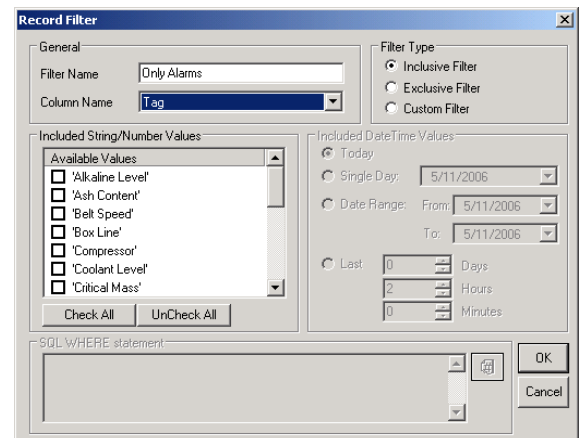 Record Filter
General
Filter Name Only Alarms
Column Name Tag
Filter Type
Inclusive Filter
Exclusive Filter
Custom Filter
Included String/Number Values
Available Values
'Alkaline Level'
'Ash Content'
'Belt Speed'
'Box Line'
'Compressor'
'Coolant Level'
'Critical Mass'
Check All UnCheck All
Included DateTime Values
Today
Single Day: 5/11/2006
Date Range: From: 5/11/2006
To: 5/11/2006
Last 0 Days
2 Hours
0 Minutes
SQL WHERE statement
OK
Cancel